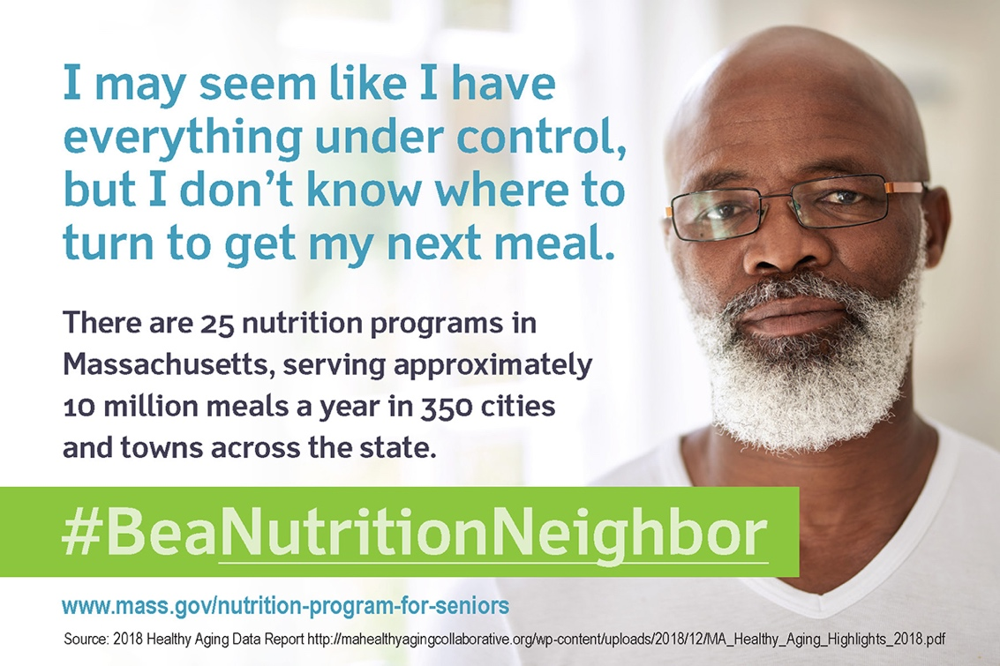 I may seem like I have
everything under control,
but I don't know where to
turn to get my next meal.
There are 25 nutrition programs in
Massachusetts, serving approximately
10 million meals a year in 350 cities
and towns across the state.
#BeaNutritionNeighbor
www.mass.gov/nutrition-program-for-seniors
Source: 2018 Healthy Aging Data Report http://mahealthyagingcollaborative.org/wp-content/uploads/2018/12/MA_Healthy_Aging_Highlights_2018.pdf